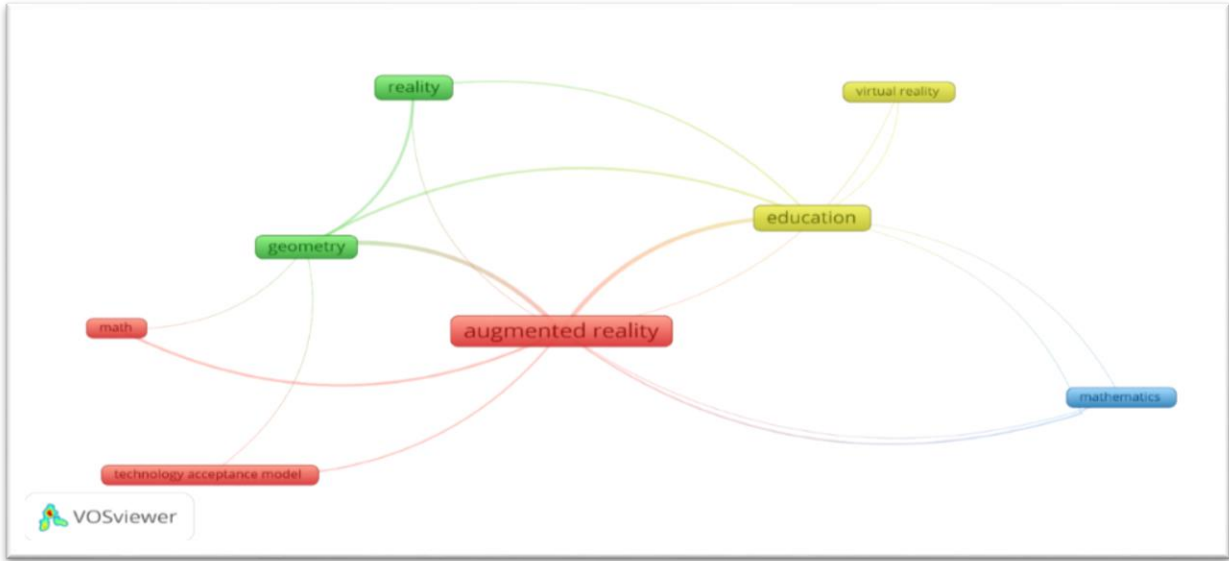 reality
virtual reality
education
geometry
math
augmented reality
mathematics
technology acceptance model
VOSviewer